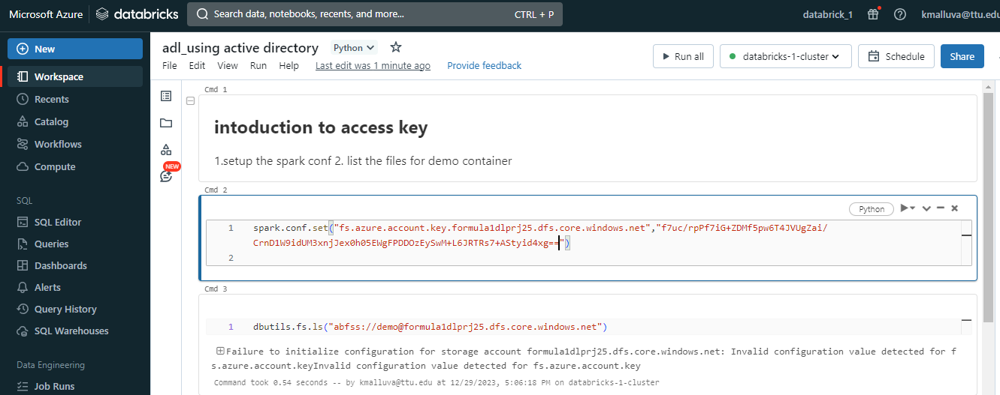 Microsoft Azure databricks Search data, notebooks, recents, and more... CTRL + P databrick_1 kmalluva@ttu.edu
New
Workspace
Recents
Catalog
Workflows
Compute
SQL
SQL Editor
Queries
Dashboards
Alerts
Query History
SQL Warehouses
Data Engineering
Job Runs
adl_using active directory Python
Run all databricks-1-cluster Schedule Share
File Edit View Run Help Last edit was 1 minute ago Provide feedback
NEW
Cmd 1
intoduction to access key
1.setup the spark conf 2. list the files for demo container
Cmd 2
Python
1 spark.conf.set("fs.azure.account.key.formula1dlprj25.dfs.core.windows.net","f7uc/rpPf7iG+ZDMf5pw6T4JVUgZai/
CrnD1W9idUM3xnjJex0h05EWgFPDDOzEySwM+L6JRTRs7+AStyid4xg==")
2
Cmd 3
1 dbutils.fs.ls("abfss://demo@formula1dlprj25.dfs.core.windows.net")
Failure to initialize configuration for storage account formula1dlprj25.dfs.core.windows.net: Invalid configuration value detected for f
s.azure.account.keyInvalid configuration value detected for fs.azure.account.key
Command took 0.54 seconds -- by kmalluva@ttu.edu at 12/29/2023, 5:06:18 PM on databricks-1-cluster